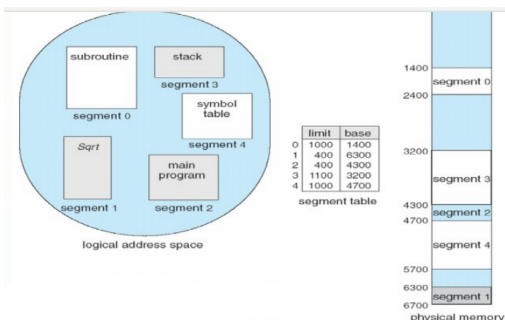 subroutine
segment 0
stack
segment 3
symbol
table
segment 4
Sqrt
segment 1
main
program
segment 2
logical address space
limit base
0 1000 1400
1 400 6300
2 400 4300
3 1100 3200
4 1000 4700
segment table
1400
segment 0
2400
3200
segment 3
4300
segment 2
4700
segment 4
5700
6300
segment 1
6700
physical memory